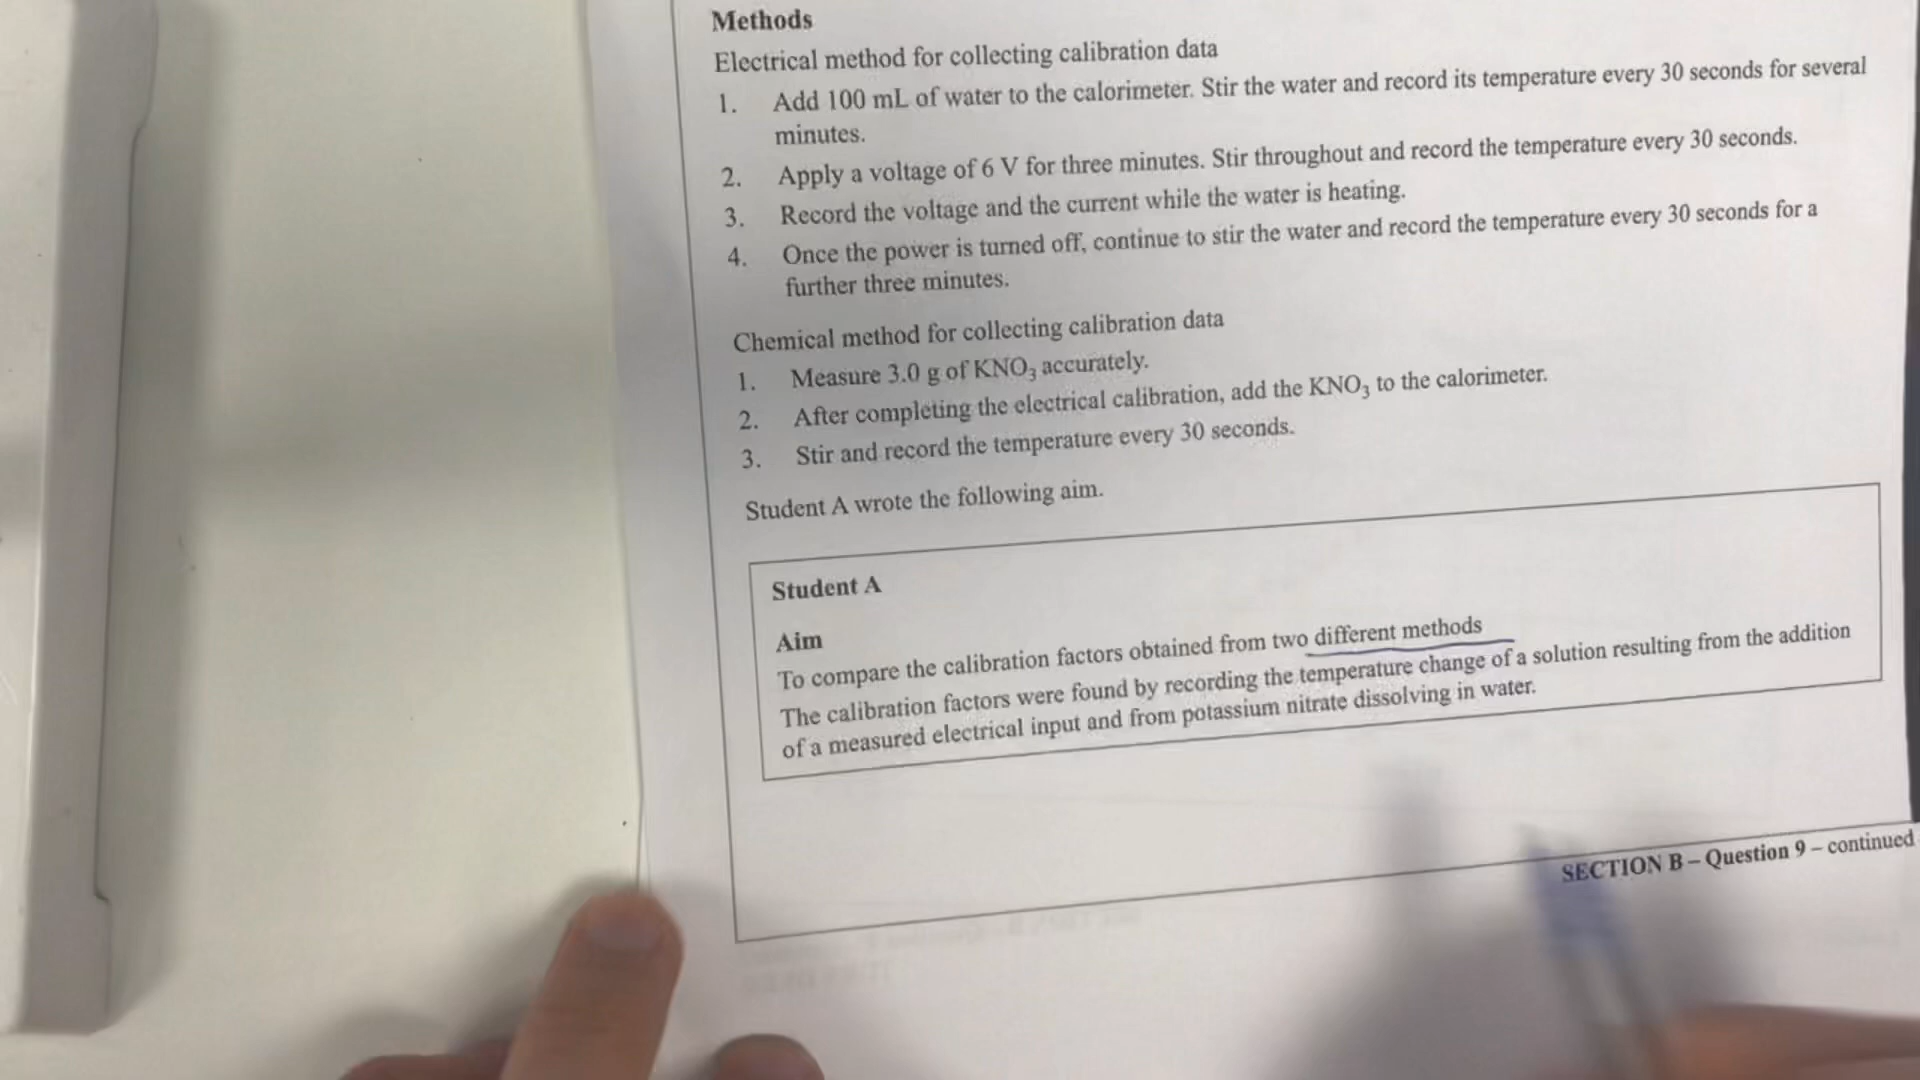 Methods
Electrical method for collecting calibration data
1. Add 100 mL of water to the calorimeter. Stir the water and record its temperature every 30 seconds for several
minutes.
2. Apply a voltage of 6 V for three minutes. Stir throughout and record the temperature every 30 seconds.
3. Record the voltage and the current while the water is heating.
4. Once the power is turned off, continue to stir the water and record the temperature every 30 seconds for a
further three minutes.
Chemical method for collecting calibration data
1. Measure 3.0 g of KNO₃ accurately.
2. After completing the electrical calibration, add the KNO₃ to the calorimeter.
3. Stir and record the temperature every 30 seconds.
Student A wrote the following aim.
Student A
Aim
To compare the calibration factors obtained from two different methods
The calibration factors were found by recording the temperature change of a solution resulting from the addition
of a measured electrical input and from potassium nitrate dissolving in water.
SECTION B – Question 9 – continued